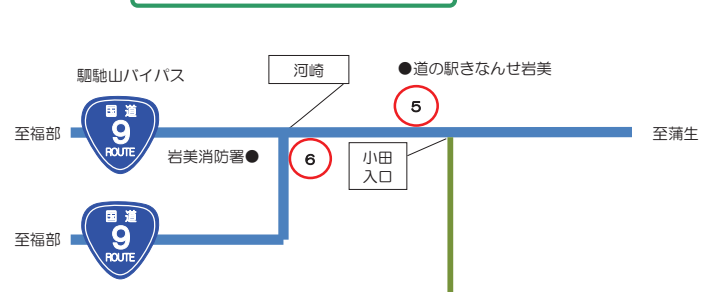 駟馳山バイパス
河崎
●道の駅きなんせ岩美
国道
9
ROUTE
5
至福部
至蒲生
岩美消防署●
6
小田
入口
国道
9
ROUTE
至福部